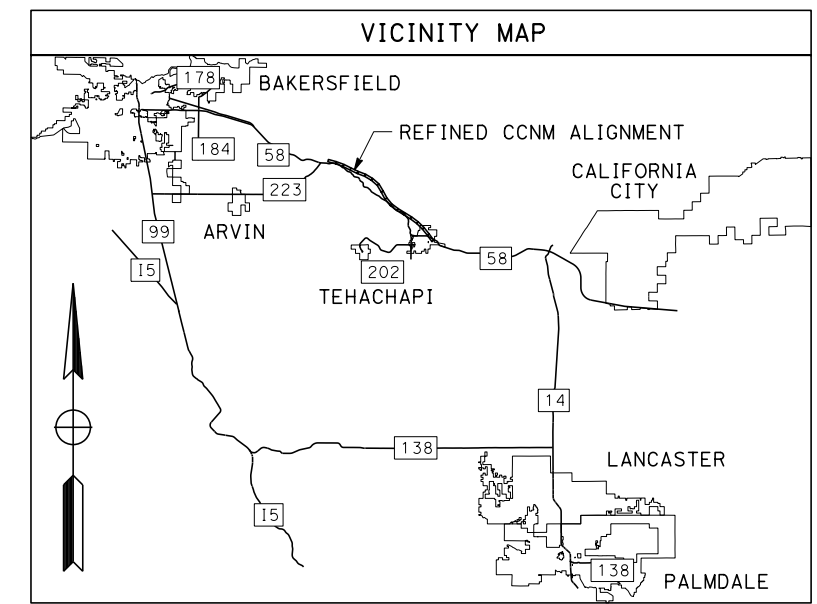 VICINITY MAP
178
BAKERSFIELD
REFINED CCNM ALIGNMENT
184
58
CALIFORNIA
CITY
223
ARVIN
99
I5
58
202
TEHACHAPI
14
138
LANCASTER
I5
138
PALMDALE